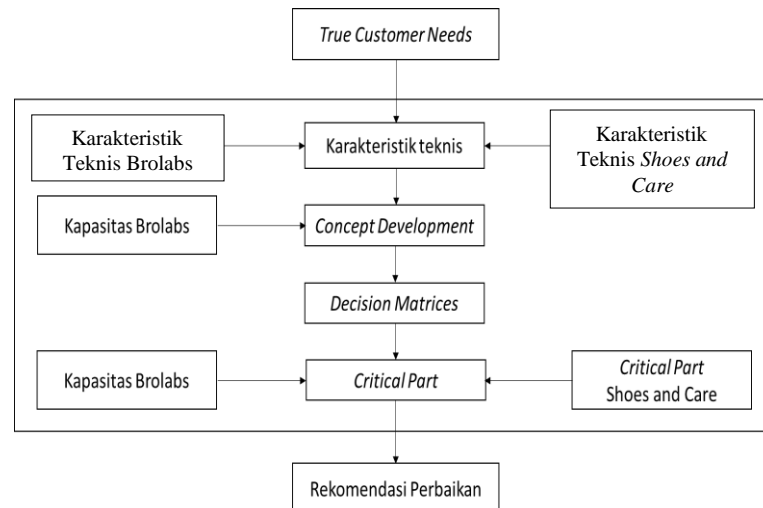 True Customer Needs
Karakteristik
Teknis Brolabs
Karakteristik teknis
Karakteristik
Teknis Shoes and
Care
Kapasitas Brolabs
Concept Development
Decision Matrices
Kapasitas Brolabs
Critical Part
Critical Part
Shoes and Care
Rekomendasi Perbaikan